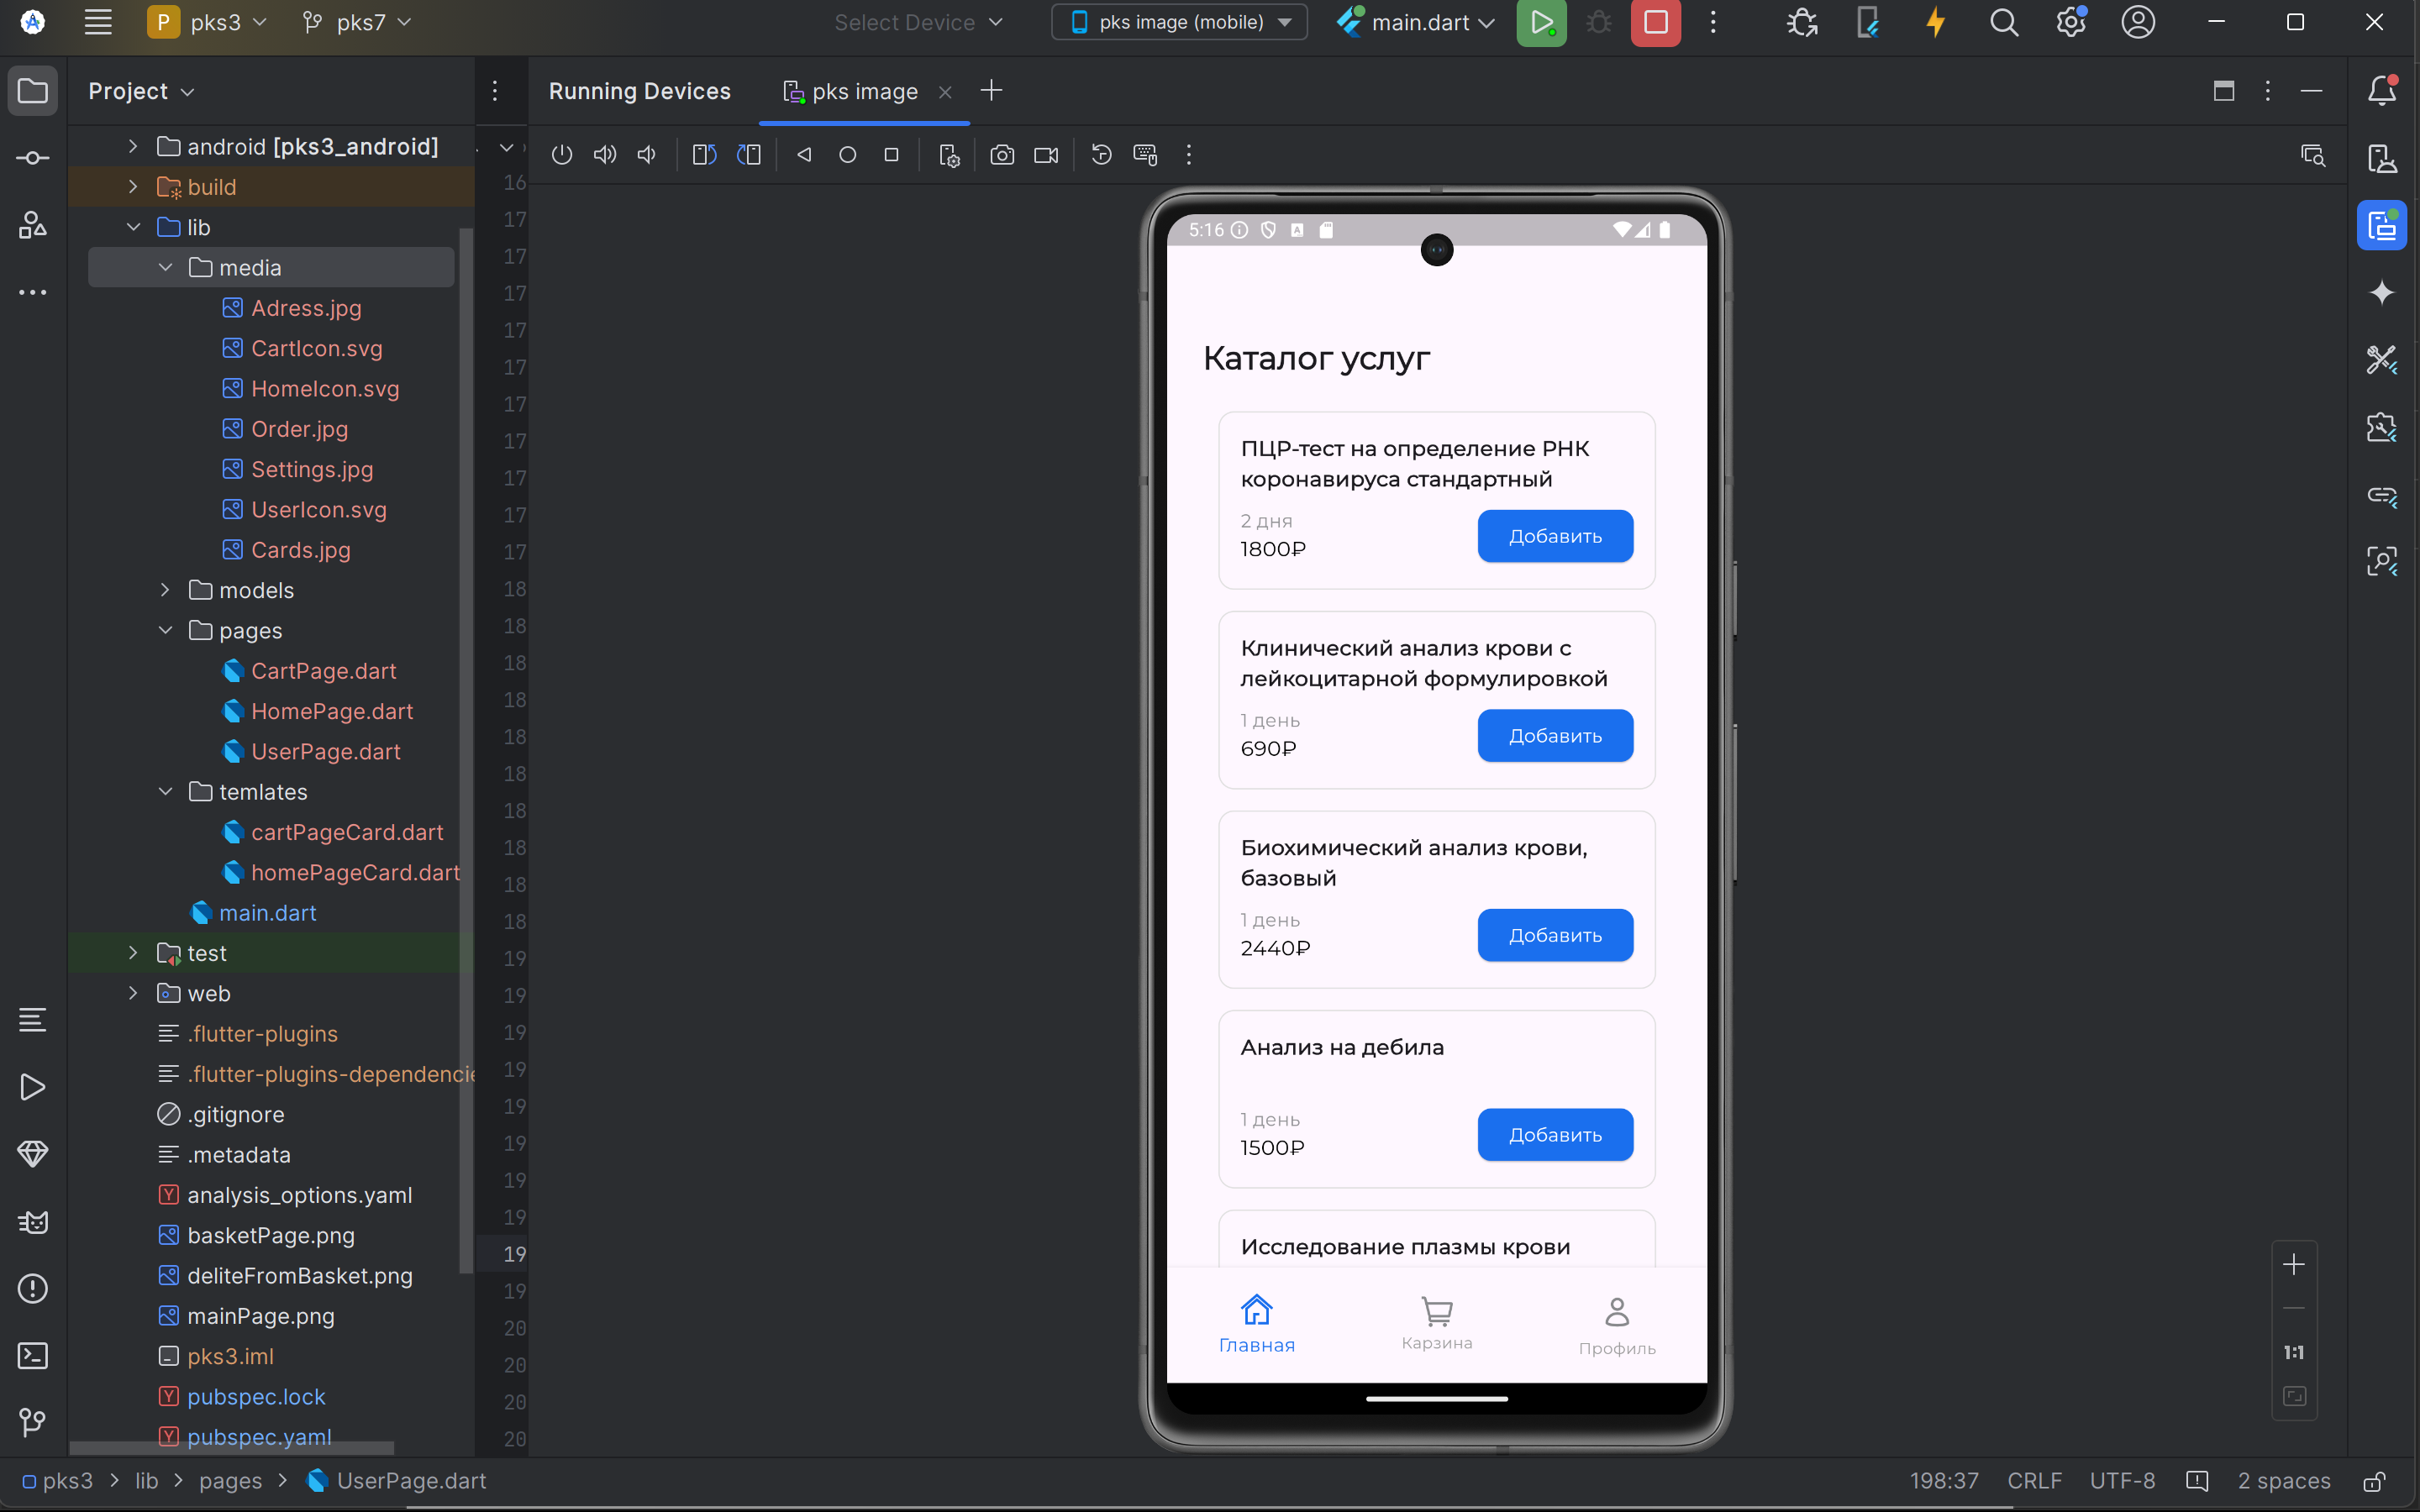 P pks3
pks7
Select Device
pks image (mobile)
main.dart
Project
Running Devices
pks image
android [pks3_android]
build
lib
media
Adress.jpg
CartIcon.svg
HomeIcon.svg
Order.jpg
Settings.jpg
UserIcon.svg
Cards.jpg
models
pages
CartPage.dart
HomePage.dart
UserPage.dart
temlates
cartPageCard.dart
homePageCard.dart
main.dart
test
web
.flutter-plugins
.flutter-plugins-dependencie
.gitignore
.metadata
analysis_options.yaml
basketPage.png
deliteFromBasket.png
mainPage.png
pks3.iml
pubspec.lock
pubspec.yaml
16
17
17
17
17
17
17
17
17
17
17
18
18
18
18
18
18
18
18
18
18
19
19
19
19
19
19
19
19
19
19
20
20
20
20
5:16
Каталог услуг
ПЦР-тест на определение РНК
коронавируса стандартный
2 дня
1800₽
Добавить
Клинический анализ крови с
лейкоцитарной формулировкой
1 день
690₽
Добавить
Биохимический анализ крови,
базовый
1 день
2440₽
Добавить
Анализ на дебила
1 день
1500₽
Добавить
Исследование плазмы крови
Главная
Карзина
Профиль
1:1
pks3 > lib > pages > UserPage.dart
198:37
CRLF
UTF-8
2 spaces